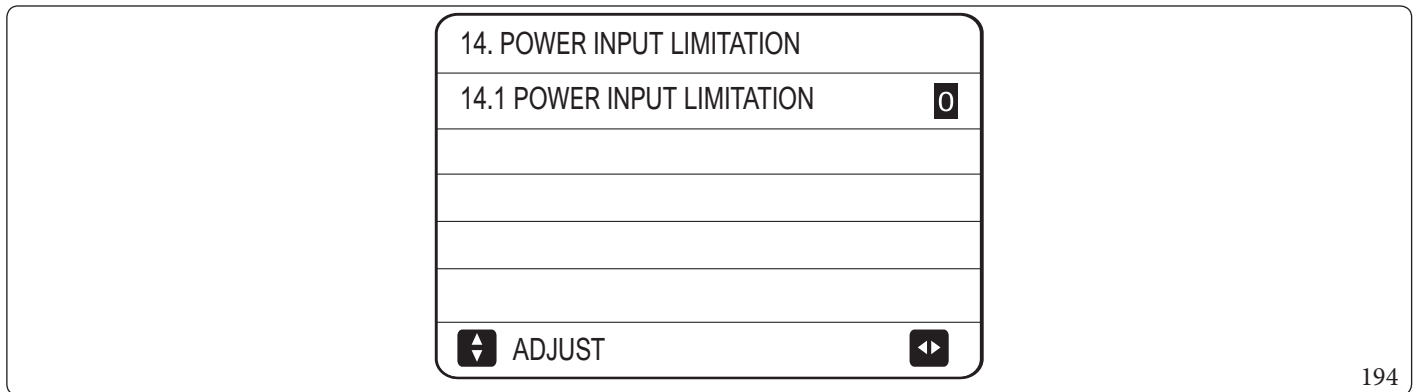 14. POWER INPUT LIMITATION
14.1 POWER INPUT LIMITATION 0
ADJUST
194